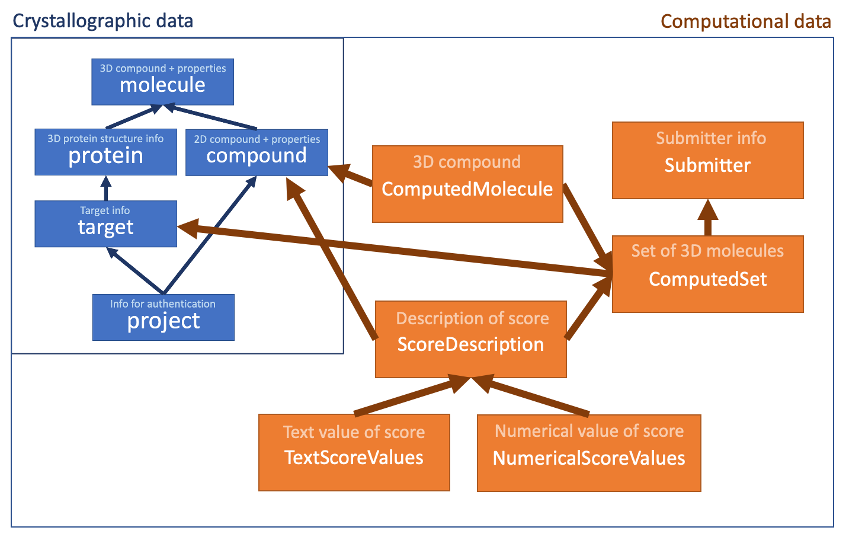 Crystallographic data
Computational data
3D compound + properties
molecule
3D protein structure info
protein
2D compound + properties
compound
Target info
target
Info for authentication
project
3D compound
ComputedMolecule
Submitter info
Submitter
Set of 3D molecules
ComputedSet
Description of score
ScoreDescription
Text value of score
TextScoreValues
Numerical value of score
NumericalScoreValues